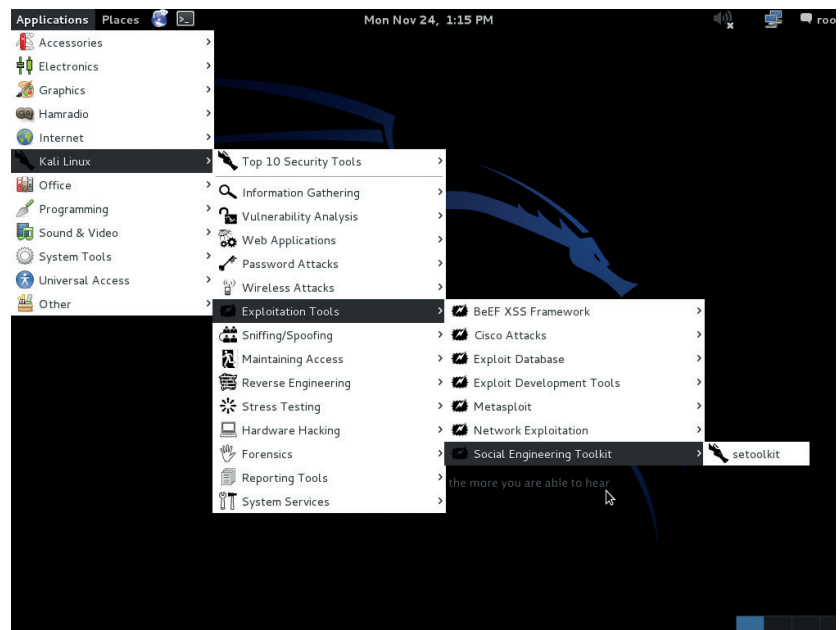 Applications Places Mon Nov 24, 1:15 PM roo
Accessories
Electronics
Graphics
Hamradio
Internet
Kali Linux
Office
Programming
Sound & Video
System Tools
Universal Access
Other
Top 10 Security Tools
Information Gathering
Vulnerability Analysis
Web Applications
Password Attacks
Wireless Attacks
Exploitation Tools
Sniffing/Spoofing
Maintaining Access
Reverse Engineering
Stress Testing
Hardware Hacking
Forensics
Reporting Tools
System Services
BeEF XSS Framework
Cisco Attacks
Exploit Database
Exploit Development Tools
Metasploit
Network Exploitation
Social Engineering Toolkit
setoolkit
the more you are able to hear